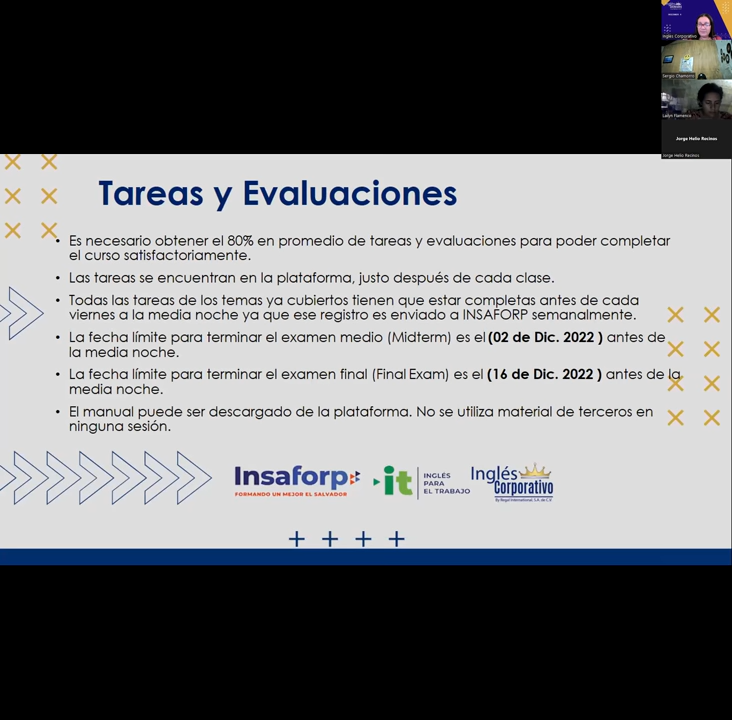 Inglés Corporativo
Sergio Chamorro
Lailyn Flamenco
Jorge Helio Recinos
Jorge Helio Recinos
Tareas y Evaluaciones
• Es necesario obtener el 80% en promedio de tareas y evaluaciones para poder completar
el curso satisfactoriamente.
• Las tareas se encuentran en la plataforma, justo después de cada clase.
• Todas las tareas de los temas ya cubiertos tienen que estar completas antes de cada
viernes a la media noche ya que ese registro es enviado a INSAFORP semanalmente.
• La fecha límite para terminar el examen medio (Midterm) es el (02 de Dic. 2022 ) antes de
la media noche.
• La fecha límite para terminar el examen final (Final Exam) es el (16 de Dic. 2022 ) antes de la
media noche.
• El manual puede ser descargado de la plataforma. No se utiliza material de terceros en
ninguna sesión.
Insaforp
FORMANDO UN MEJOR EL SALVADOR
it
INGLÉS
PARA
EL TRABAJO
Inglés
Corporativo
By Regal International, S.A. de C.V.